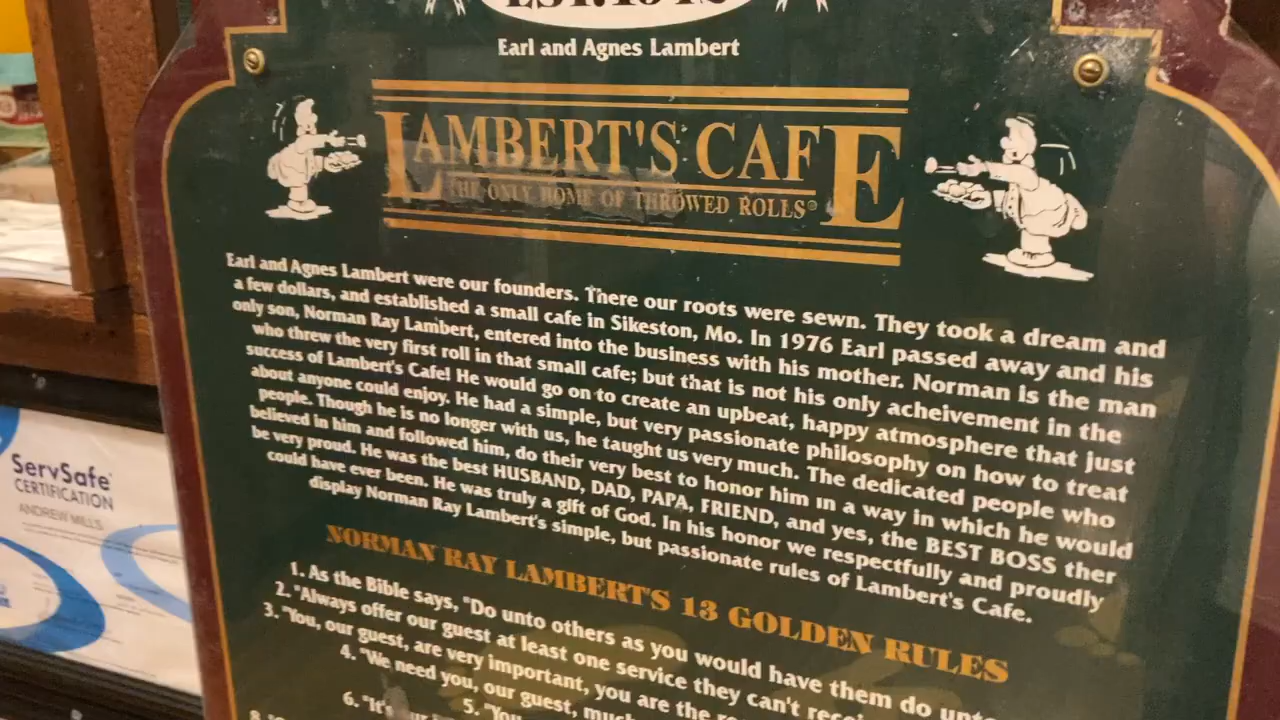 Earl and Agnes Lambert
LAMBERT'S CAFE
THE ONLY HOME OF THROWED ROLLS®
Earl and Agnes Lambert were our founders. There our roots were sewn. They took a dream and
a few dollars, and established a small cafe in Sikeston, Mo. In 1976 Earl passed away and his
only son, Norman Ray Lambert, entered into the business with his mother. Norman is the man
who threw the very first roll in that small cafe; but that is not his only acheivement in the
success of Lambert's Cafe! He would go on to create an upbeat, happy atmosphere that just
about anyone could enjoy. He had a simple, but very passionate philosophy on how to treat
people. Though he is no longer with us, he taught us very much. The dedicated people who
believed in him and followed him, do their very best to honor him in a way in which he would
be very proud. He was the best HUSBAND, DAD, PAPA, FRIEND, and yes, the BEST BOSS ther
could have ever been. He was truly a gift of God. In his honor we respectfully and proudly
display Norman Ray Lambert's simple, but passionate rules of Lambert's Cafe.
NORMAN RAY LAMBERT'S 13 GOLDEN RULES
1. As the Bible says, "Do unto others as you would have them do unto
2. "Always offer our guest at least one service they can't
3. "You, our guest, are very important, you are the
4. "We need you, our guest,
5. "You
6. "It's
8.
ServSafe
CERTIFICATION
ANDREW MILLS